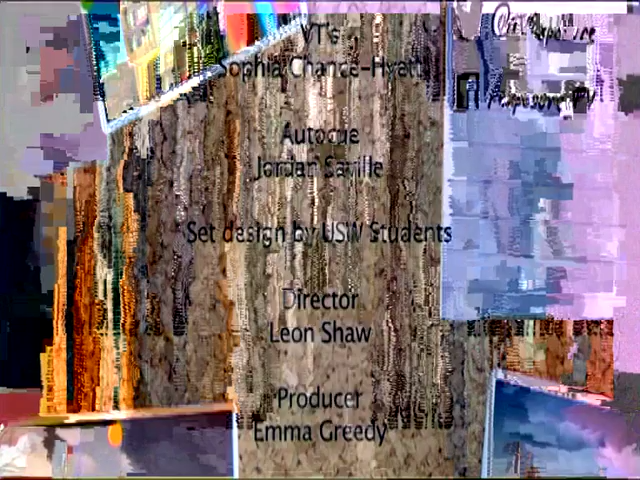 VT's
Sophia Chance-Hyatt
Autocue
Jordan Saville
Set design by USW Students
Director
Leon Shaw
Producer
Emma Greedy